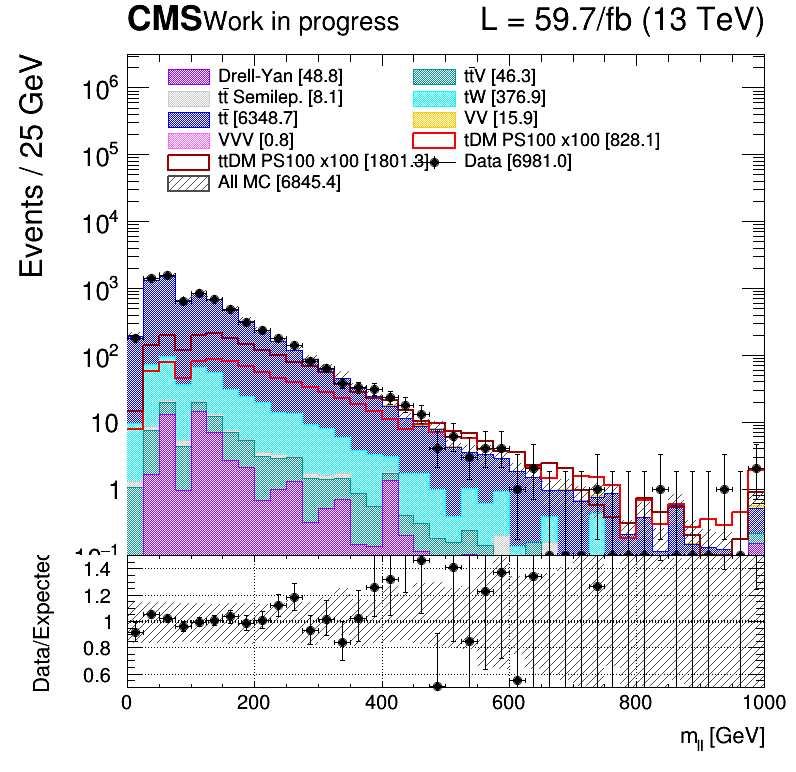 CMS Work in progress L = 59.7/fb (13 TeV)
Events / 25 GeV
10⁶
10⁵
10⁴
10³
10²
10
1
10⁻¹
Drell-Yan [48.8]
tt̄V [46.3]
tt̄ Semilep. [8.1]
tW [376.9]
tt̄ [6348.7]
VV [15.9]
VVV [0.8]
tDM PS100 x100 [828.1]
ttDM PS100 x100 [1801.3]
Data [6981.0]
All MC [6845.4]
Data/Expected
1.4
1.2
1
0.8
0.6
0 200 400 600 800 1000
m_ll [GeV]